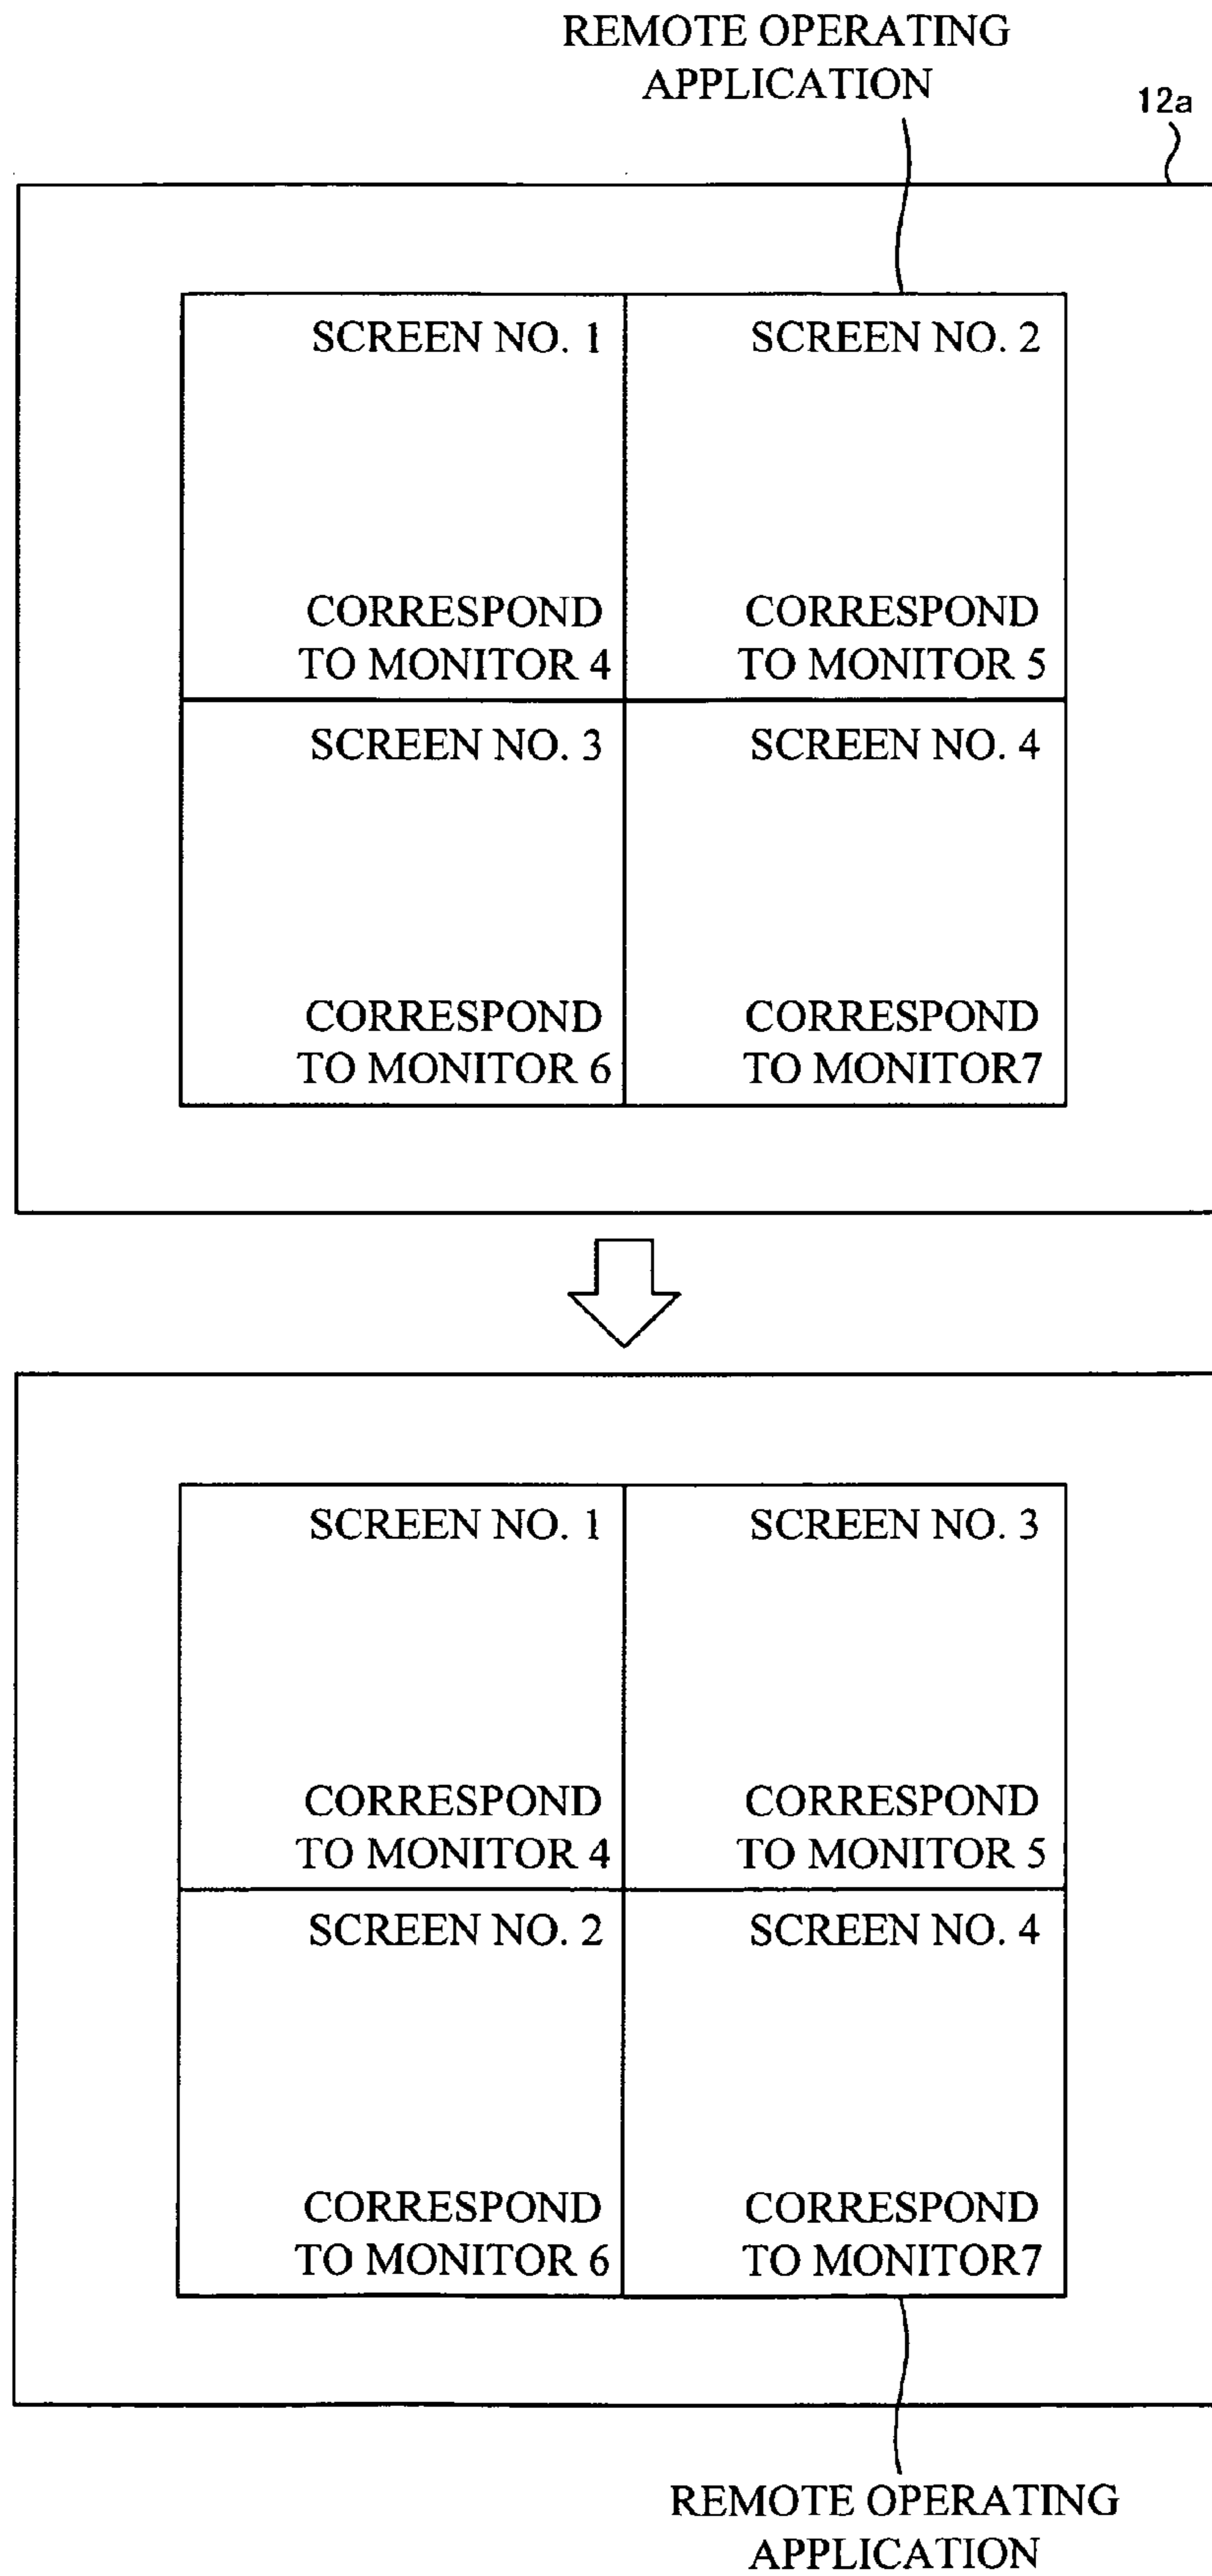 REMOTE OPERATING
APPLICATION
12a
SCREEN NO. 1
SCREEN NO. 2
CORRESPOND
TO MONITOR 4
CORRESPOND
TO MONITOR 5
SCREEN NO. 3
SCREEN NO. 4
CORRESPOND
TO MONITOR 6
CORRESPOND
TO MONITOR7
SCREEN NO. 1
SCREEN NO. 3
CORRESPOND
TO MONITOR 4
CORRESPOND
TO MONITOR 5
SCREEN NO. 2
SCREEN NO. 4
CORRESPOND
TO MONITOR 6
CORRESPOND
TO MONITOR7
REMOTE OPERATING
APPLICATION